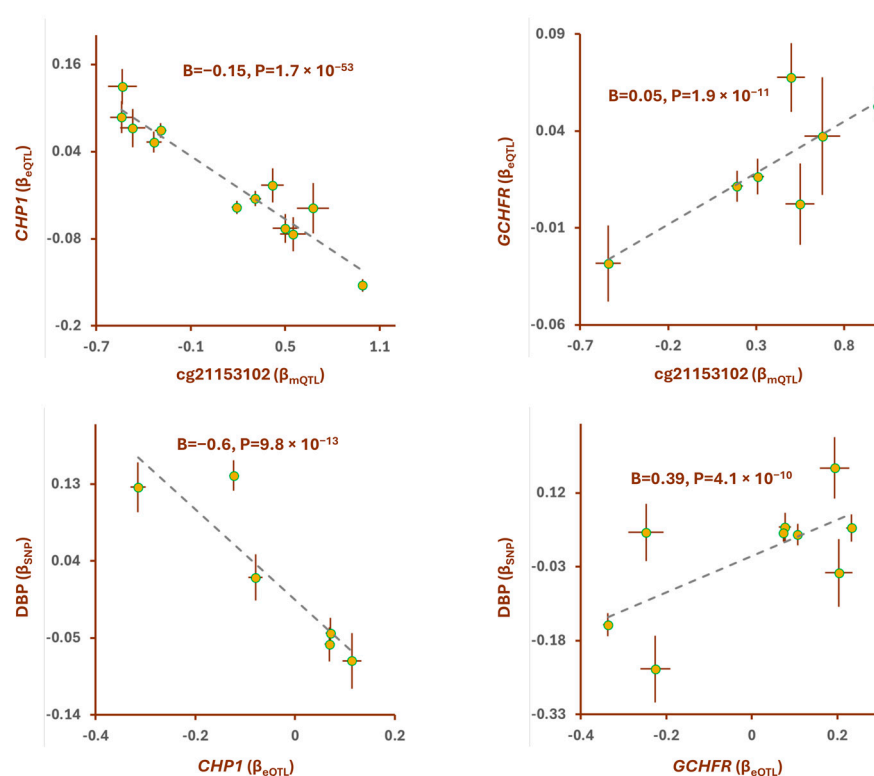 CHP1 (βeQTL)
0.16
0.04
-0.08
-0.2
B=−0.15, P=1.7 × 10−53
-0.7
-0.1
0.5
1.1
cg21153102 (βmQTL)
GCHFR (βeQTL)
0.09
0.04
-0.01
-0.06
B=0.05, P=1.9 × 10−11
-0.7
-0.2
0.3
0.8
cg21153102 (βmQTL)
DBP (βSNP)
0.13
0.04
-0.05
-0.14
B=−0.6, P=9.8 × 10−13
-0.4
-0.2
0
0.2
CHP1 (βeQTL)
DBP (βSNP)
0.12
-0.03
-0.18
-0.33
B=0.39, P=4.1 × 10−10
-0.4
-0.2
0
0.2
GCHFR (βeQTL)